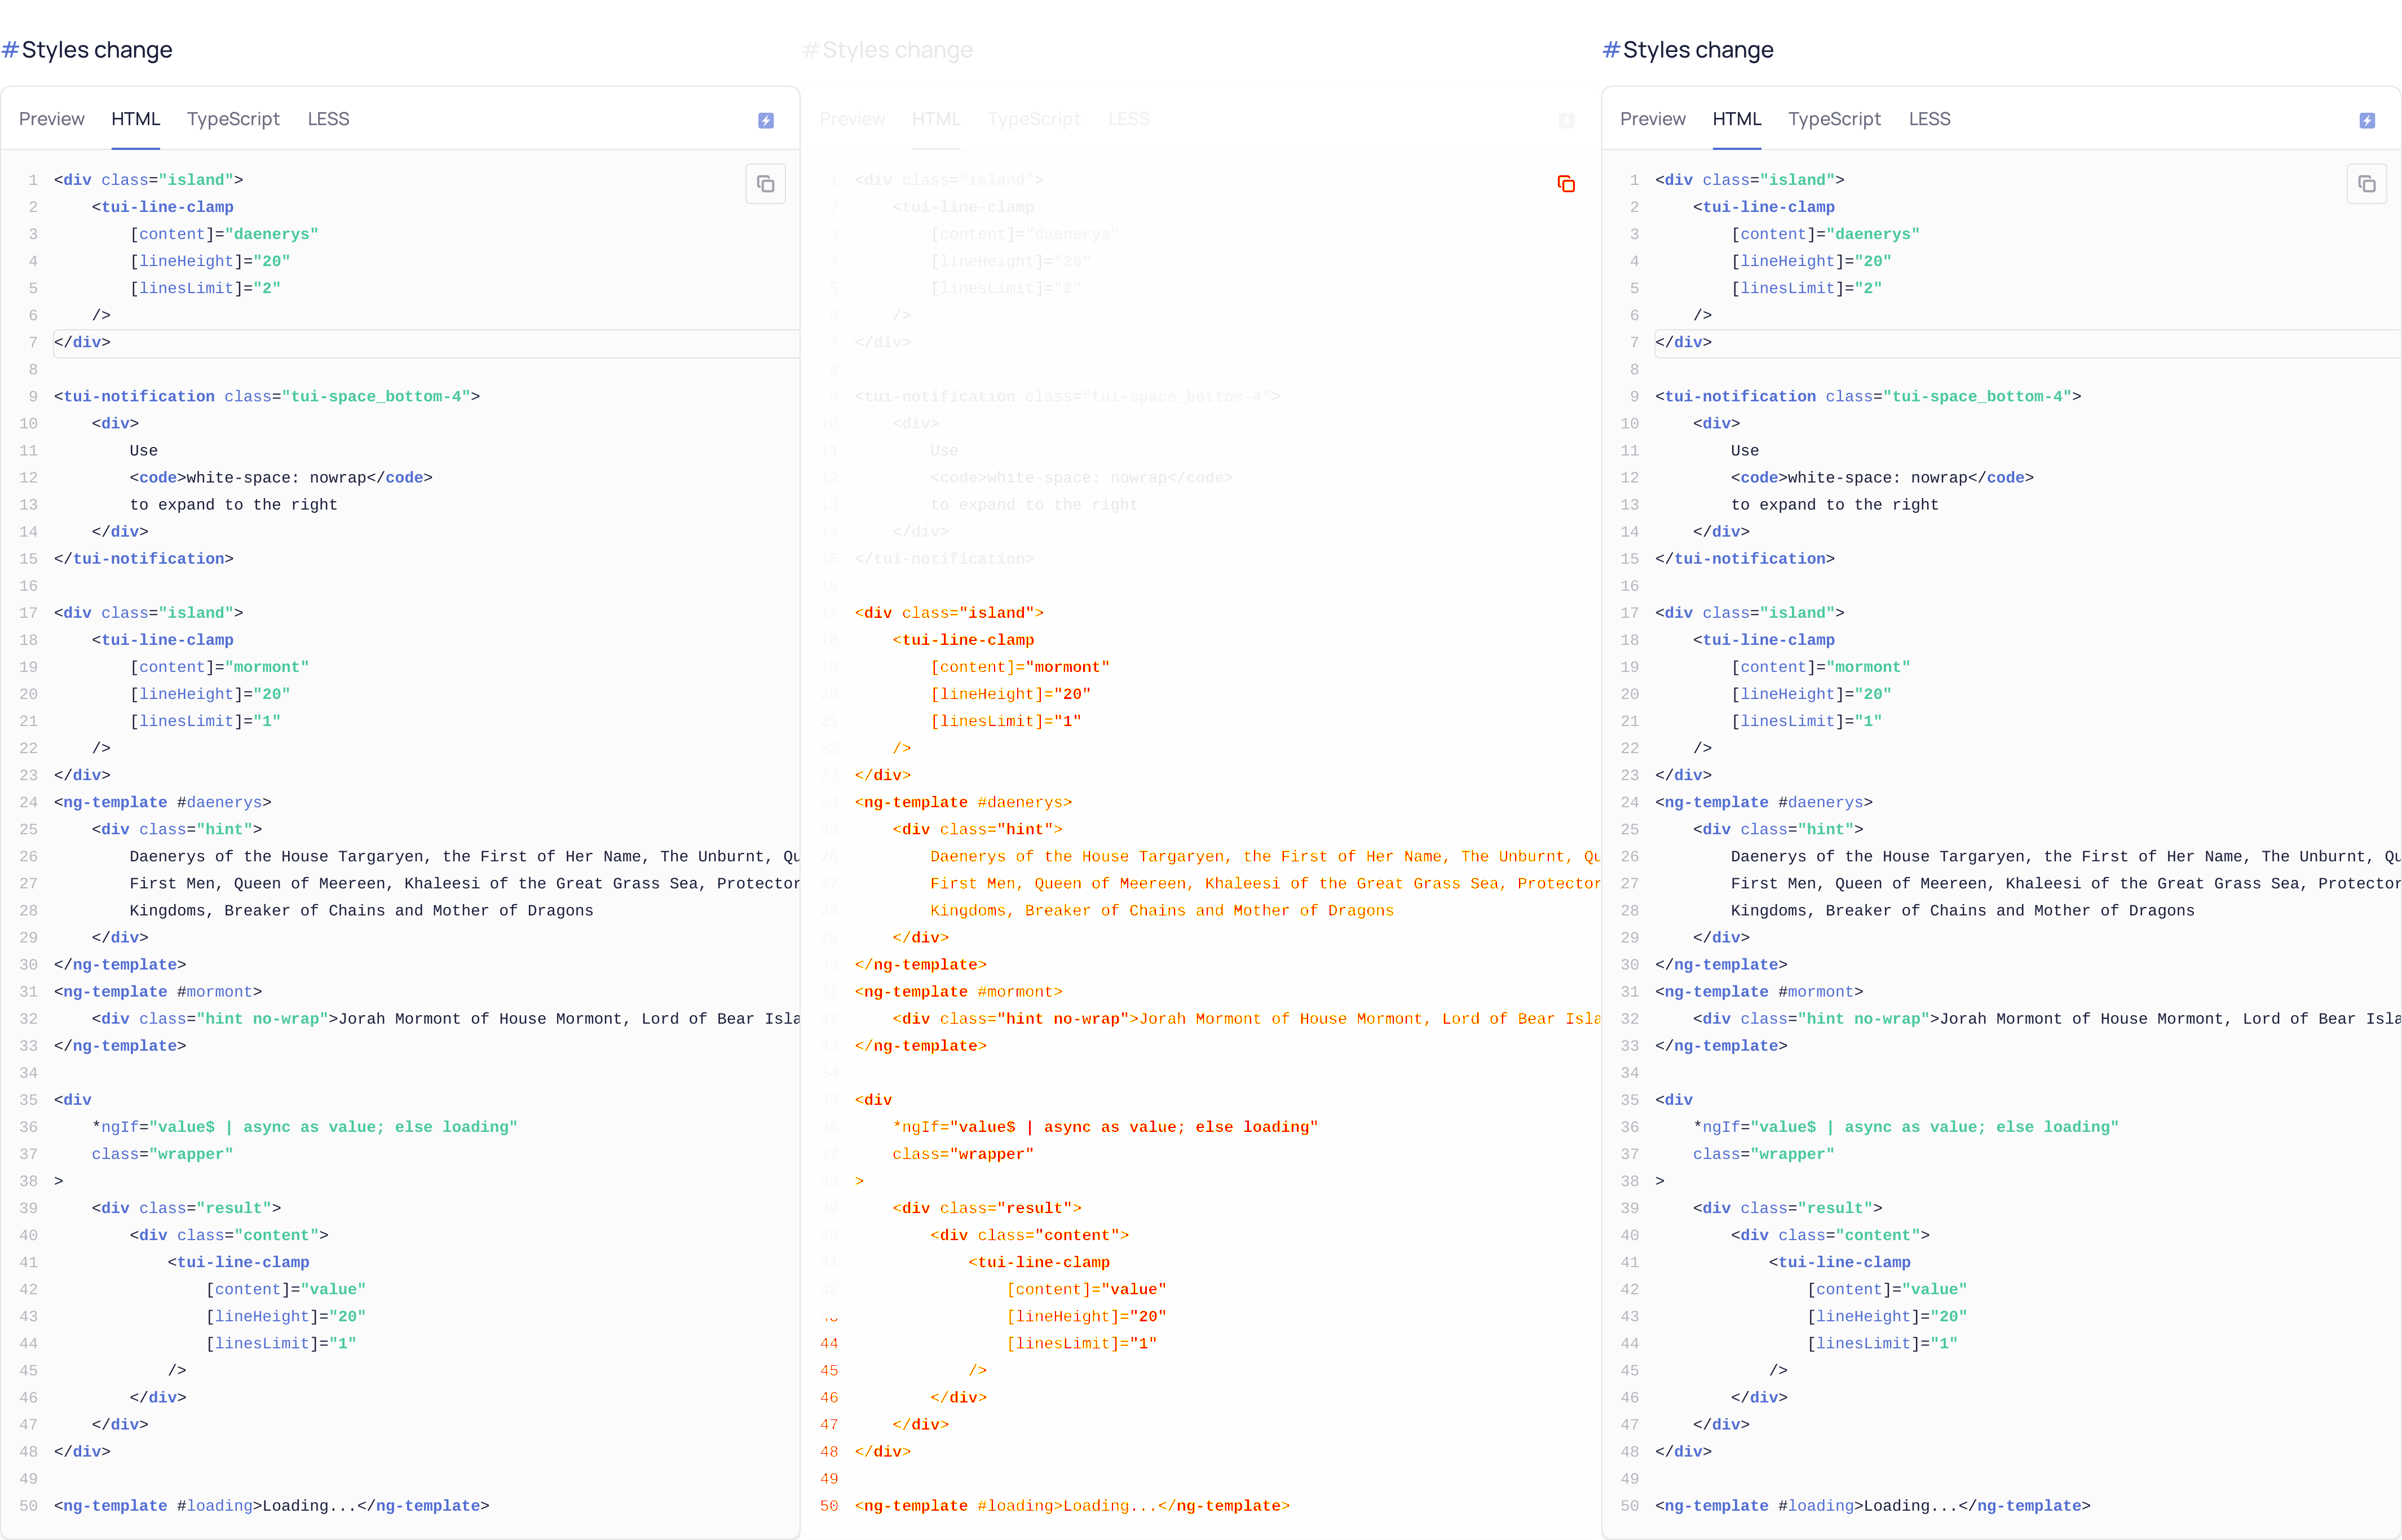 #Styles change
Preview HTML TypeScript LESS
1 <div class="island">
2 <tui-line-clamp
3 [content]="daenerys"
4 [lineHeight]="20"
5 [linesLimit]="2"
6 />
7 </div>
8
9 <tui-notification class="tui-space_bottom-4">
10 <div>
11 Use
12 <code>white-space: nowrap</code>
13 to expand to the right
14 </div>
15 </tui-notification>
16
17 <div class="island">
18 <tui-line-clamp
19 [content]="mormont"
20 [lineHeight]="20"
21 [linesLimit]="1"
22 />
23 </div>
24 <ng-template #daenerys>
25 <div class="hint">
26 Daenerys of the House Targaryen, the First of Her Name, The Unburnt, Qu
27 First Men, Queen of Meereen, Khaleesi of the Great Grass Sea, Protector
28 Kingdoms, Breaker of Chains and Mother of Dragons
29 </div>
30 </ng-template>
31 <ng-template #mormont>
32 <div class="hint no-wrap">Jorah Mormont of House Mormont, Lord of Bear Isla
33 </ng-template>
34
35 <div
36 *ngIf="value$ | async as value; else loading"
37 class="wrapper"
38 >
39 <div class="result">
40 <div class="content">
41 <tui-line-clamp
42 [content]="value"
43 [lineHeight]="20"
44 [linesLimit]="1"
45 />
46 </div>
47 </div>
48 </div>
49
50 <ng-template #loading>Loading...</ng-template>
#Styles change
Preview HTML TypeScript LESS
1 <div class="island">
2 <tui-line-clamp
3 [content]="daenerys"
4 [lineHeight]="20"
5 [linesLimit]="2"
6 />
7 </div>
8
9 <tui-notification class="tui-space_bottom-4">
10 <div>
11 Use
12 <code>white-space: nowrap</code>
13 to expand to the right
14 </div>
15 </tui-notification>
16
17 <div class="island">
18 <tui-line-clamp
19 [content]="mormont"
20 [lineHeight]="20"
21 [linesLimit]="1"
22 />
23 </div>
24 <ng-template #daenerys>
25 <div class="hint">
26 Daenerys of the House Targaryen, the First of Her Name, The Unburnt, Qu
27 First Men, Queen of Meereen, Khaleesi of the Great Grass Sea, Protector
28 Kingdoms, Breaker of Chains and Mother of Dragons
29 </div>
30 </ng-template>
31 <ng-template #mormont>
32 <div class="hint no-wrap">Jorah Mormont of House Mormont, Lord of Bear Isla
33 </ng-template>
34
35 <div
36 *ngIf="value$ | async as value; else loading"
37 class="wrapper"
38 >
39 <div class="result">
40 <div class="content">
41 <tui-line-clamp
42 [content]="value"
[lineHeight]="20"
44 [linesLimit]="1"
45 />
46 </div>
47 </div>
48 </div>
49
50 <ng-template #loading>Loading...</ng-template>
#Styles change
Preview HTML TypeScript LESS
1 <div class="island">
2 <tui-line-clamp
3 [content]="daenerys"
4 [lineHeight]="20"
5 [linesLimit]="2"
6 />
7 </div>
8
9 <tui-notification class="tui-space_bottom-4">
10 <div>
11 Use
12 <code>white-space: nowrap</code>
13 to expand to the right
14 </div>
15 </tui-notification>
16
17 <div class="island">
18 <tui-line-clamp
19 [content]="mormont"
20 [lineHeight]="20"
21 [linesLimit]="1"
22 />
23 </div>
24 <ng-template #daenerys>
25 <div class="hint">
26 Daenerys of the House Targaryen, the First of Her Name, The Unburnt, Qu
27 First Men, Queen of Meereen, Khaleesi of the Great Grass Sea, Protector
28 Kingdoms, Breaker of Chains and Mother of Dragons
29 </div>
30 </ng-template>
31 <ng-template #mormont>
32 <div class="hint no-wrap">Jorah Mormont of House Mormont, Lord of Bear Isla
33 </ng-template>
34
35 <div
36 *ngIf="value$ | async as value; else loading"
37 class="wrapper"
38 >
39 <div class="result">
40 <div class="content">
41 <tui-line-clamp
42 [content]="value"
43 [lineHeight]="20"
44 [linesLimit]="1"
45 />
46 </div>
47 </div>
48 </div>
49
50 <ng-template #loading>Loading...</ng-template>